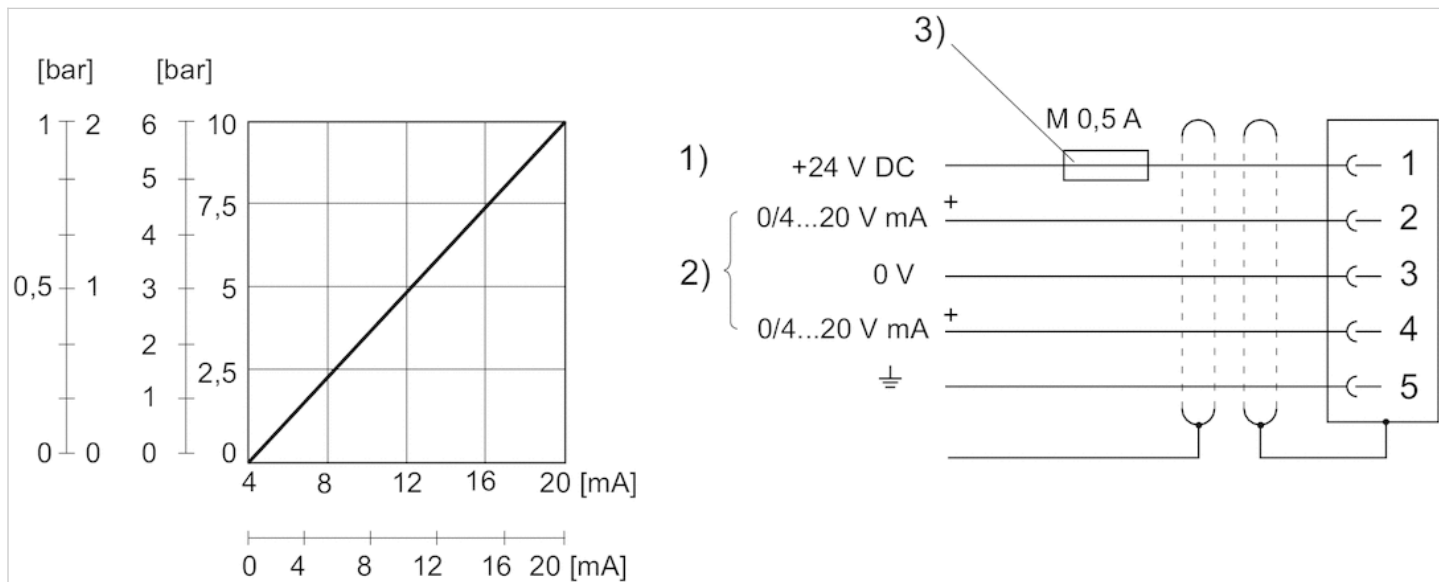 [bar] [bar]
1 2 6 10
5 7,5
4
0,5 1 3 5
2
2,5
1
0 0 0 0
4 8 12 16 20 [mA]
0 4 8 12 16 20 [mA]
3)
M 0,5 A
1) +24 V DC 1
0/4...20 V mA + 2
2) 0 V 3
0/4...20 V mA + 4
5